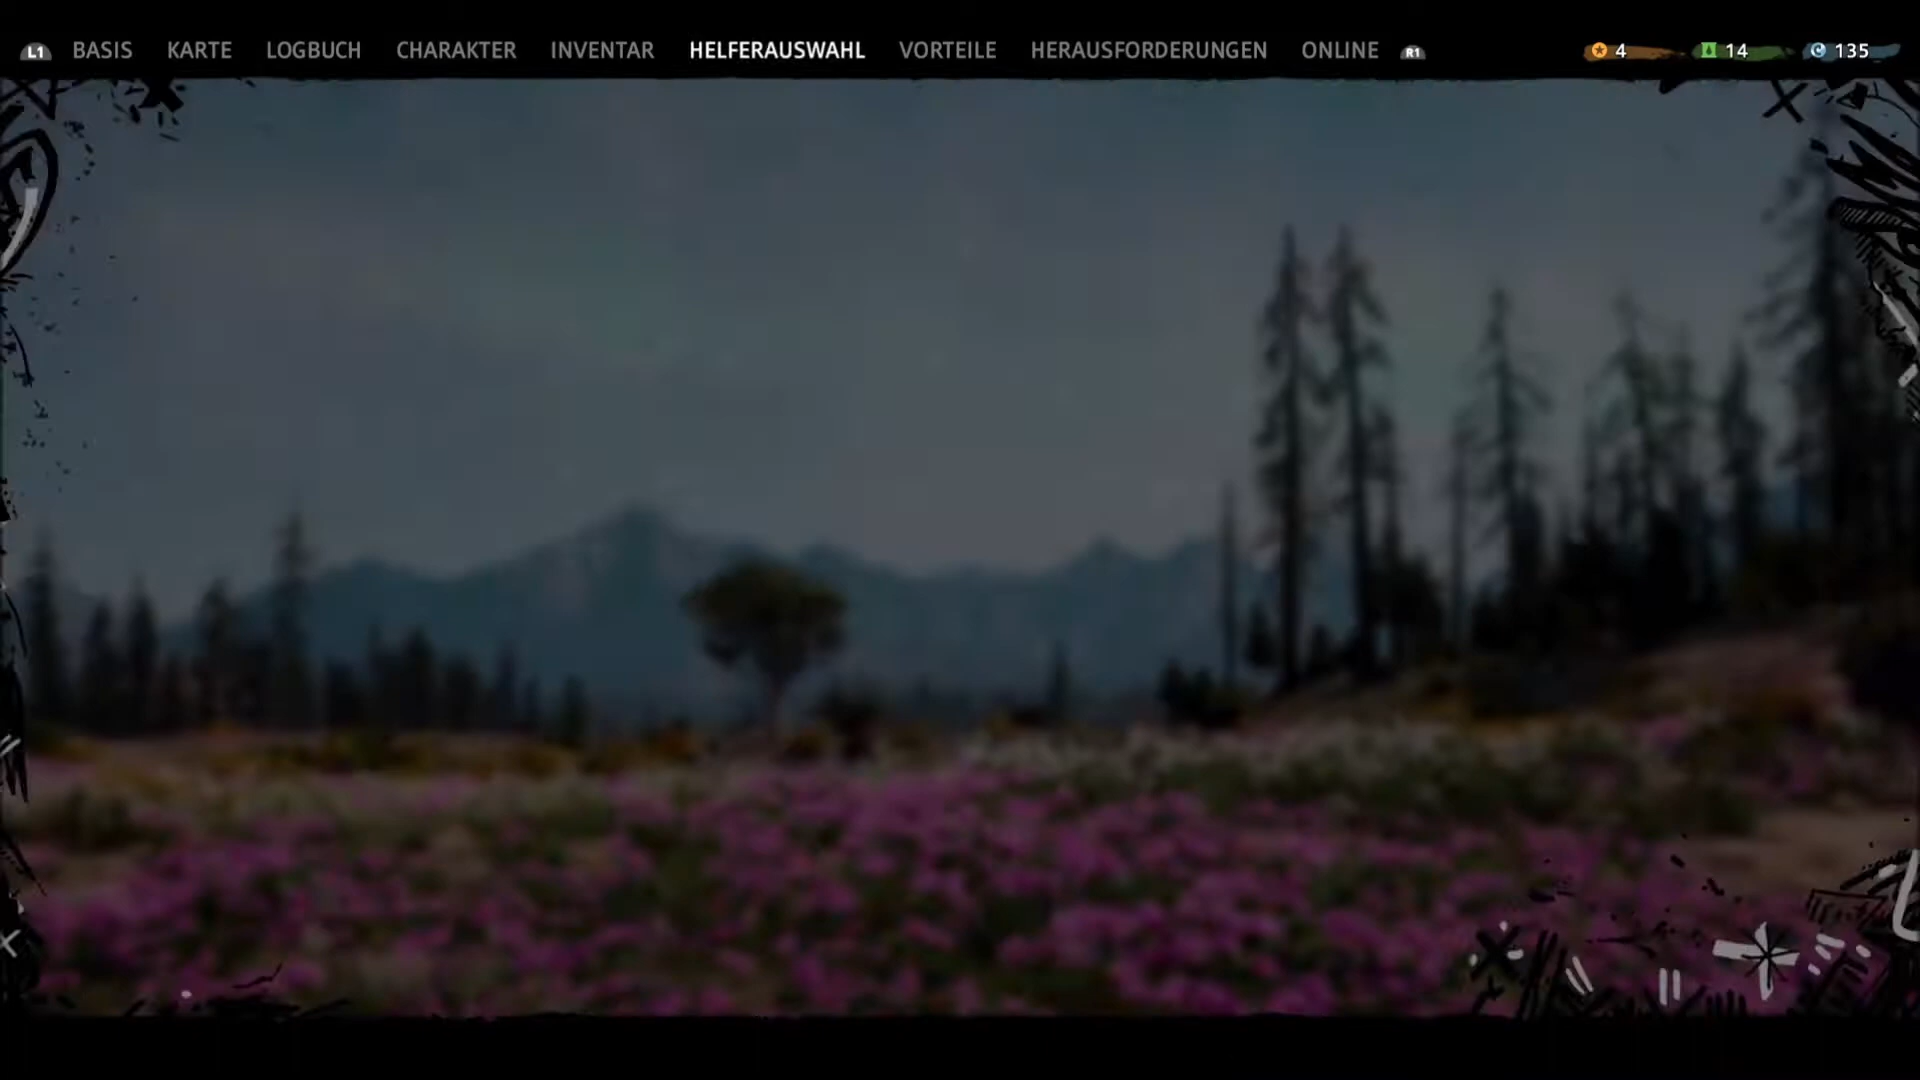 L1 BASIS KARTE LOGBUCH CHARAKTER INVENTAR HELFERAUSWAHL VORTEILE HERAUSFORDERUNGEN ONLINE R1 4 14 135